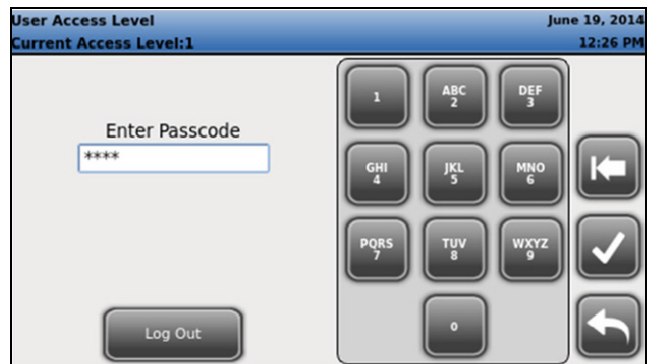 User Access Level
June 19, 2014
Current Access Level:1
12:26 PM
Enter Passcode
****
1
ABC
2
DEF
3
GHI
4
JKL
5
MNO
6
PQRS
7
TUV
8
WXYZ
9
0
Log Out